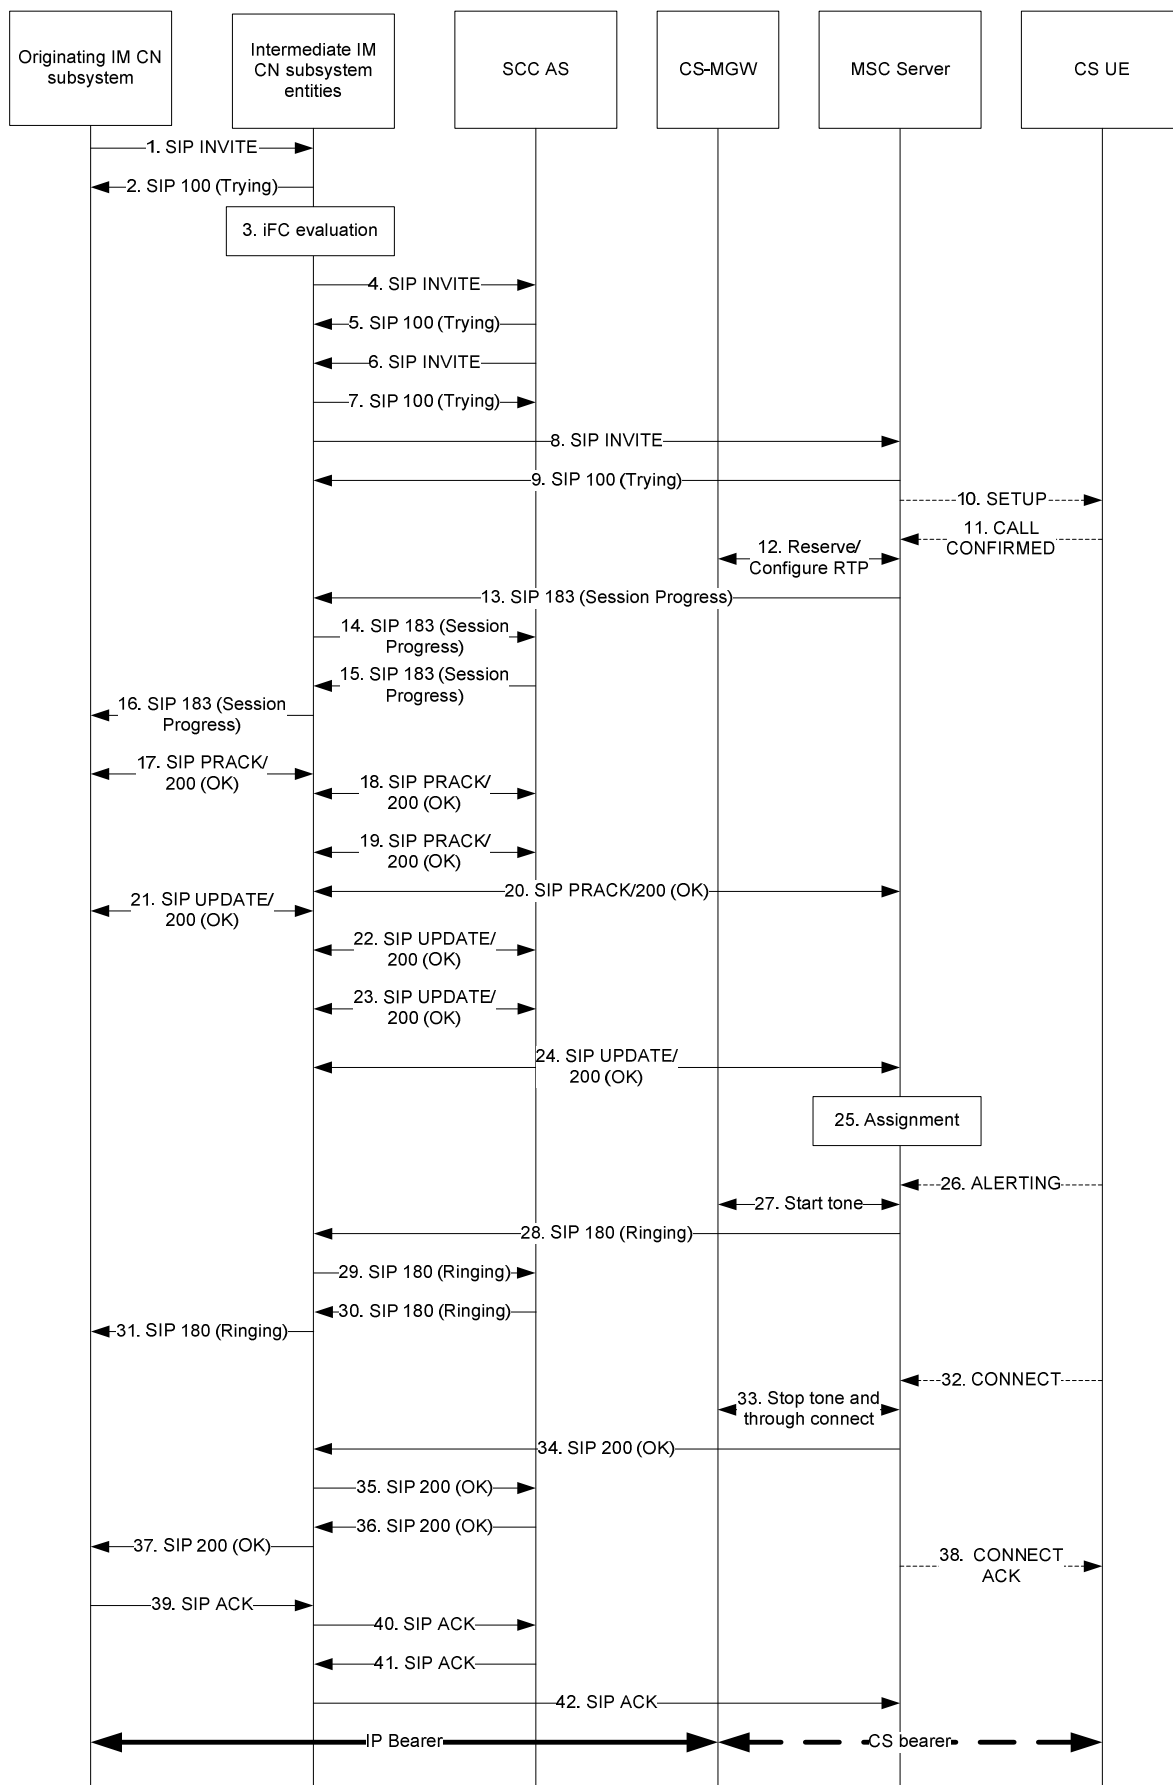 Originating IM CN
subsystem
Intermediate IM
CN subsystem
entities
SCC AS
CS-MGW
MSC Server
CS UE
1. SIP INVITE
2. SIP 100 (Trying)
3. iFC evaluation
4. SIP INVITE
5. SIP 100 (Trying)
6. SIP INVITE
7. SIP 100 (Trying)
8. SIP INVITE
9. SIP 100 (Trying)
10. SETUP
11. CALL
CONFIRMED
12. Reserve/
Configure RTP
13. SIP 183 (Session Progress)
14. SIP 183 (Session
Progress)
15. SIP 183 (Session
Progress)
16. SIP 183 (Session
Progress)
17. SIP PRACK/
200 (OK)
18. SIP PRACK/
200 (OK)
19. SIP PRACK/
200 (OK)
20. SIP PRACK/200 (OK)
21. SIP UPDATE/
200 (OK)
22. SIP UPDATE/
200 (OK)
23. SIP UPDATE/
200 (OK)
24. SIP UPDATE/
200 (OK)
25. Assignment
26. ALERTING
27. Start tone
28. SIP 180 (Ringing)
29. SIP 180 (Ringing)
30. SIP 180 (Ringing)
31. SIP 180 (Ringing)
32. CONNECT
33. Stop tone and
through connect
34. SIP 200 (OK)
35. SIP 200 (OK)
36. SIP 200 (OK)
37. SIP 200 (OK)
38. CONNECT
ACK
39. SIP ACK
40. SIP ACK
41. SIP ACK
42. SIP ACK
IP Bearer
CS bearer